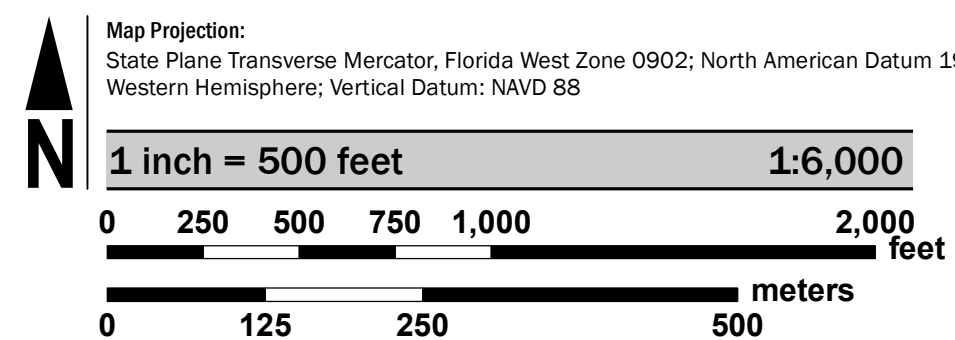 Map Projection:
State Plane Transverse Mercator, Florida West Zone 0902; North American Datum
Western Hemisphere; Vertical Datum: NAVD 88
N
1 inch = 500 feet 1:6,000
0 250 500 750 1,000 2,000
feet
meters
0 125 250 500